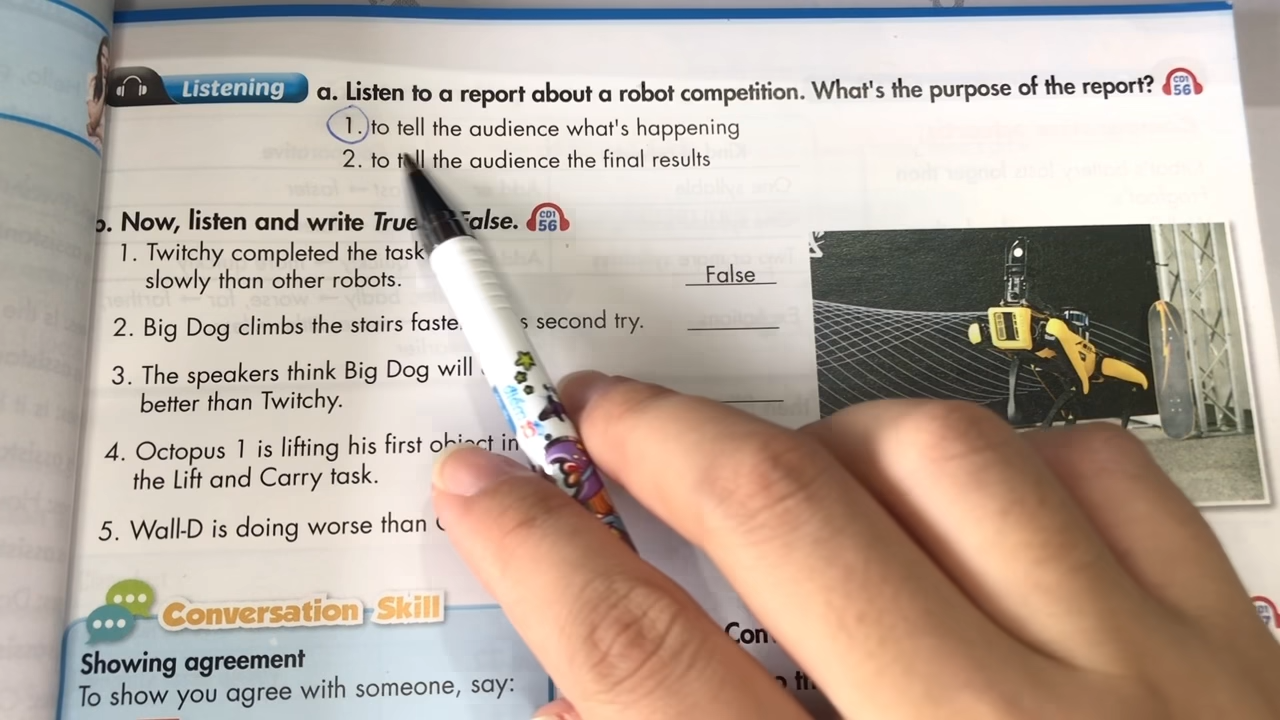 Listening
a. Listen to a report about a robot competition. What's the purpose of the report? CD1 56
1. to tell the audience what's happening
2. to tell the audience the final results
b. Now, listen and write True False. CD1 56
1. Twitchy completed the task
slowly than other robots. False
2. Big Dog climbs the stairs second try.
3. The speakers think Big Dog will
better than Twitchy.
4. Octopus 1 is lifting his first object in
the Lift and Carry task.
5. Wall-D is doing worse than
Conversation Skill
Showing agreement
To show you agree with someone, say: